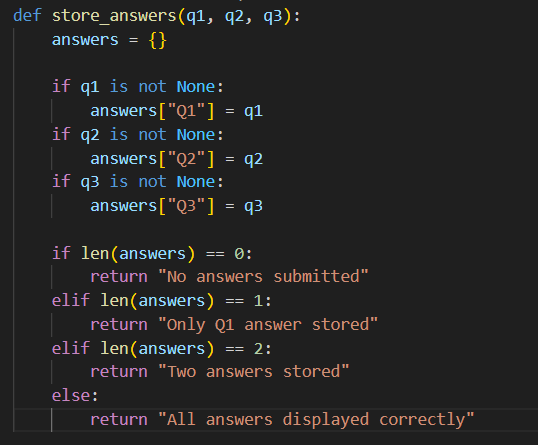 def store_answers(q1, q2, q3):
    answers = {}

    if q1 is not None:
        answers["Q1"] = q1
    if q2 is not None:
        answers["Q2"] = q2
    if q3 is not None:
        answers["Q3"] = q3

    if len(answers) == 0:
        return "No answers submitted"
    elif len(answers) == 1:
        return "Only Q1 answer stored"
    elif len(answers) == 2:
        return "Two answers stored"
    else:
        return "All answers displayed correctly"